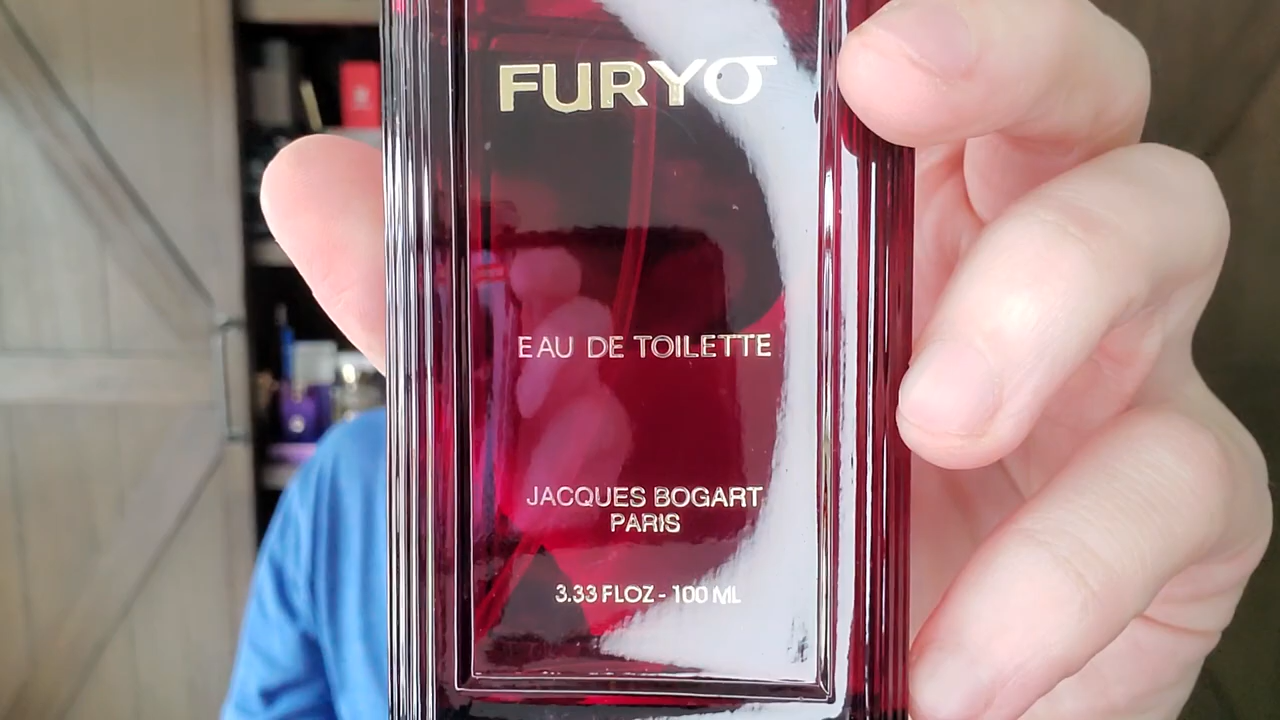 FURYO
EAU DE TOILETTE
JACQUES BOGART
PARIS
3.33 FLOZ - 100 ML